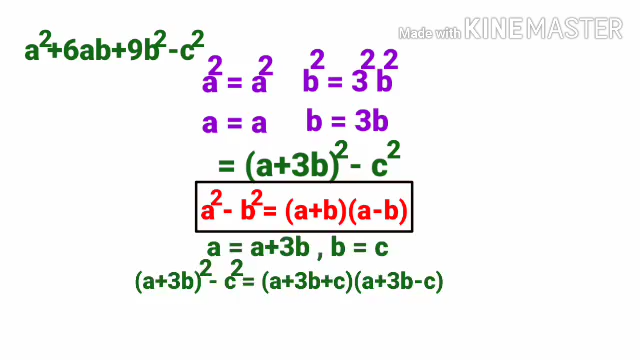 Made with KINEMASTER
a²+6ab+9b²-c²
a² = a² b² = 3²b²
a = a b = 3b
= (a+3b)² - c²
a² - b² = (a+b)(a-b)
a = a+3b , b = c
(a+3b)² - c² = (a+3b+c)(a+3b-c)